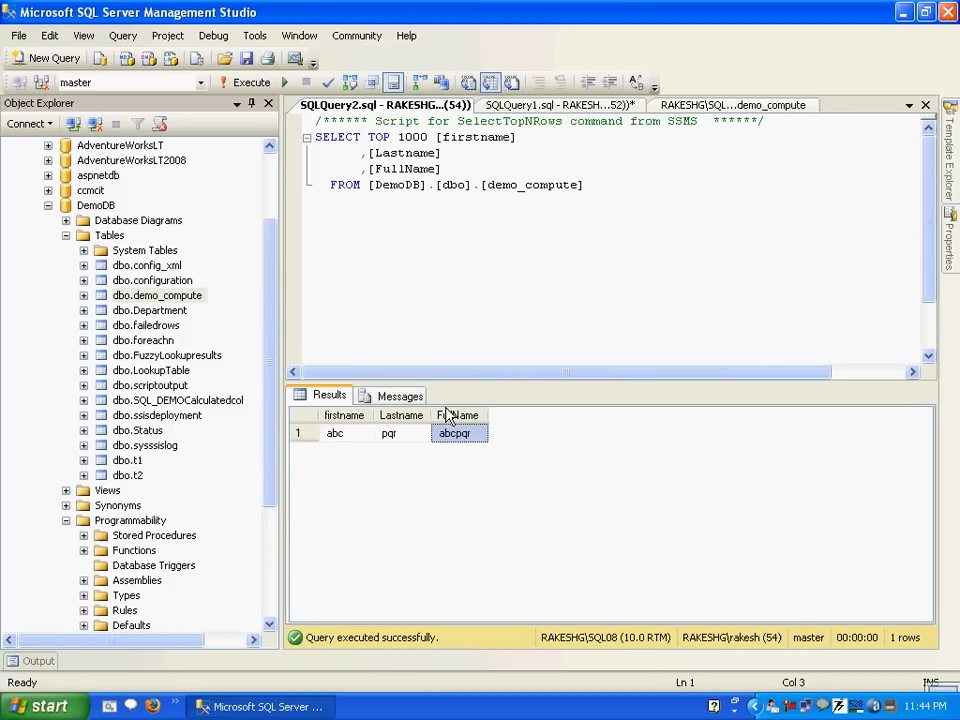 Microsoft SQL Server Management Studio
File Edit View Query Project Debug Tools Window Community Help
New Query
master Execute
Object Explorer
Connect
AdventureWorksLT
AdventureWorksLT2008
aspnetdb
ccmcit
DemoDB
Database Diagrams
Tables
System Tables
dbo.config_xml
dbo.configuration
dbo.demo_compute
dbo.Department
dbo.failedrows
dbo.foreachn
dbo.FuzzyLookupresults
dbo.LookupTable
dbo.scriptoutput
dbo.SQL_DEMOCalculatedcol
dbo.ssisdeployment
dbo.Status
dbo.sysssislog
dbo.t1
dbo.t2
Views
Synonyms
Programmability
Stored Procedures
Functions
Database Triggers
Assemblies
Types
Rules
Defaults
SQLQuery2.sql - RAKESHG...(54)) SQLQuery1.sql - RAKESH...52))* RAKESHG\SQL...demo_compute
/****** Script for SelectTopNRows command from SSMS ******/
SELECT TOP 1000 [firstname]
,[Lastname]
,[FullName]
FROM [DemoDB].[dbo].[demo_compute]
Template Explorer
Properties
Results Messages
firstname Lastname
1 abc pqr abcpqr
Query executed successfully. RAKESHG\SQL08 (10.0 RTM) RAKESHG\rakesh (54) master 00:00:00 1 rows
Output
Ready Ln 1 Col 3
start Microsoft SQL Server ... 11:44 PM